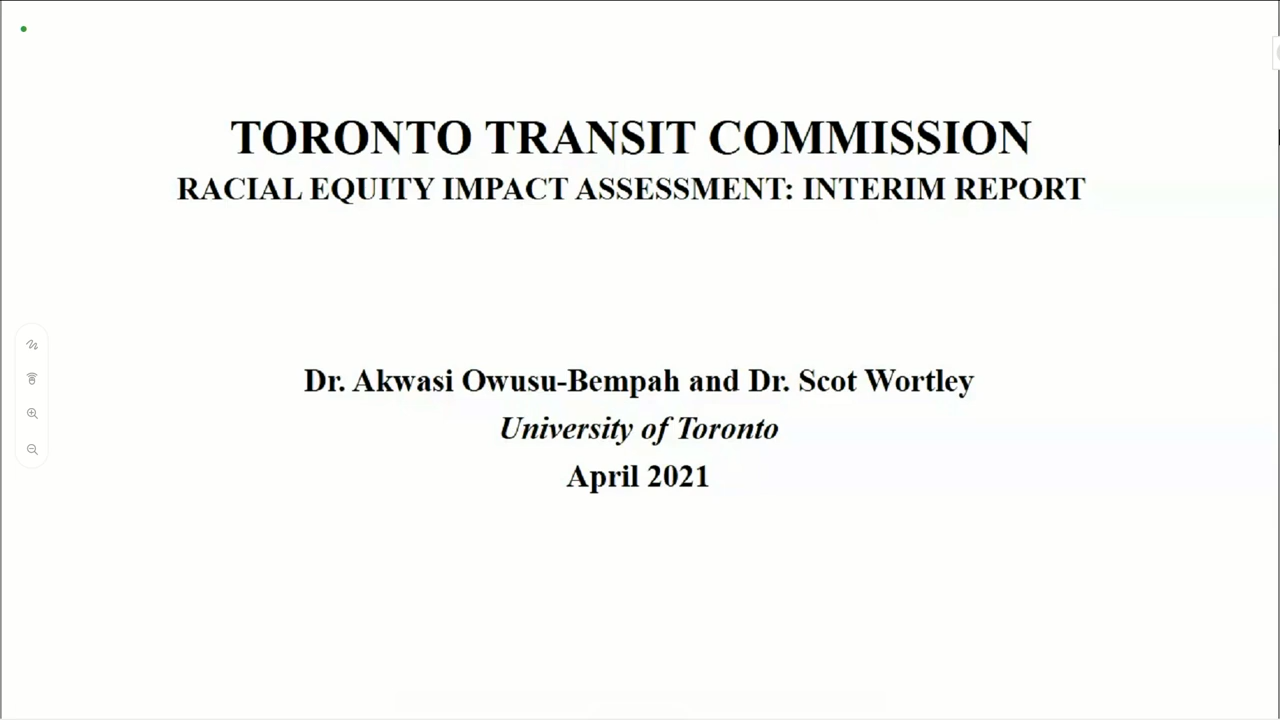 TORONTO TRANSIT COMMISSION
RACIAL EQUITY IMPACT ASSESSMENT: INTERIM REPORT
Dr. Akwasi Owusu-Bempah and Dr. Scot Wortley
University of Toronto
April 2021